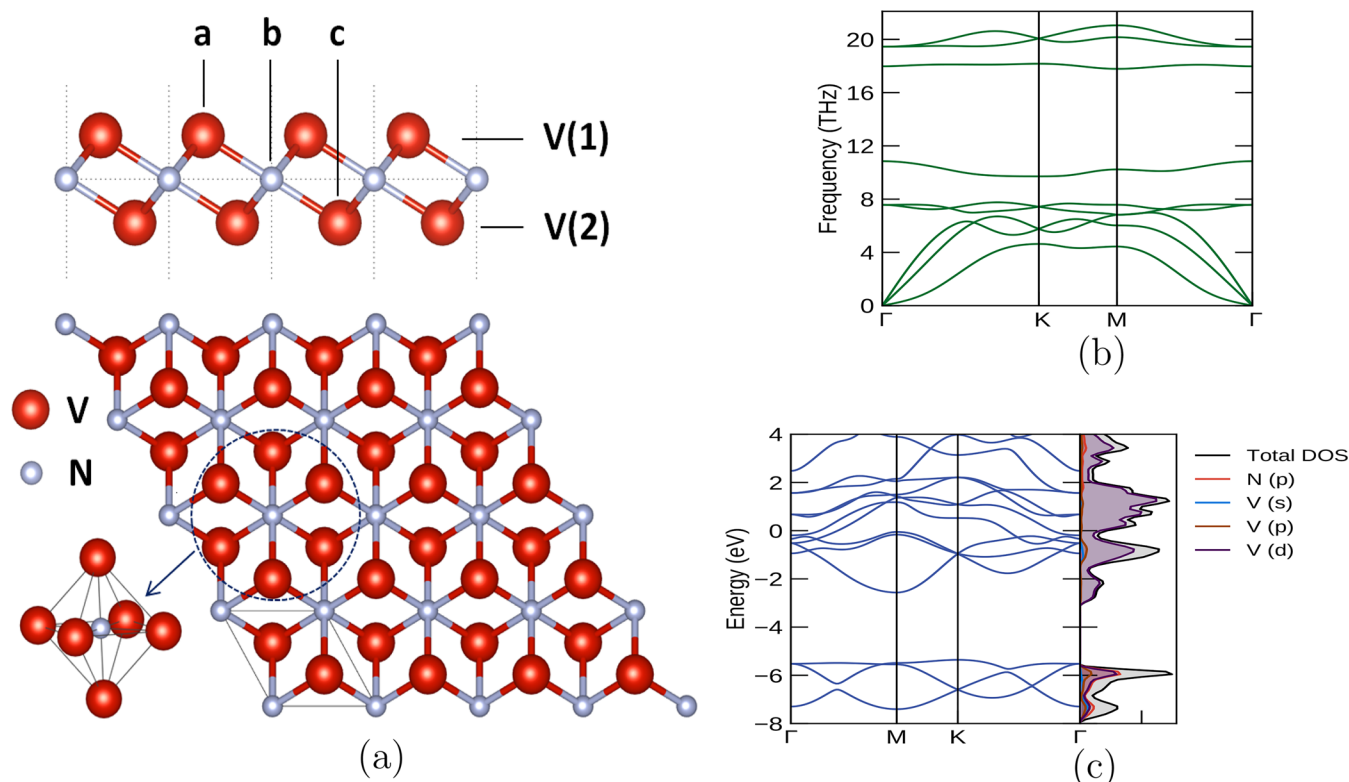 a b c
V(1)
V(2)
V
N
(a)
Frequency (THz)
20
16
12
8
4
0
Γ K M Γ
(b)
Energy (eV)
4
2
0
−2
−4
−6
−8
Γ M K Γ
Total DOS
N (p)
V (s)
V (p)
V (d)
(c)